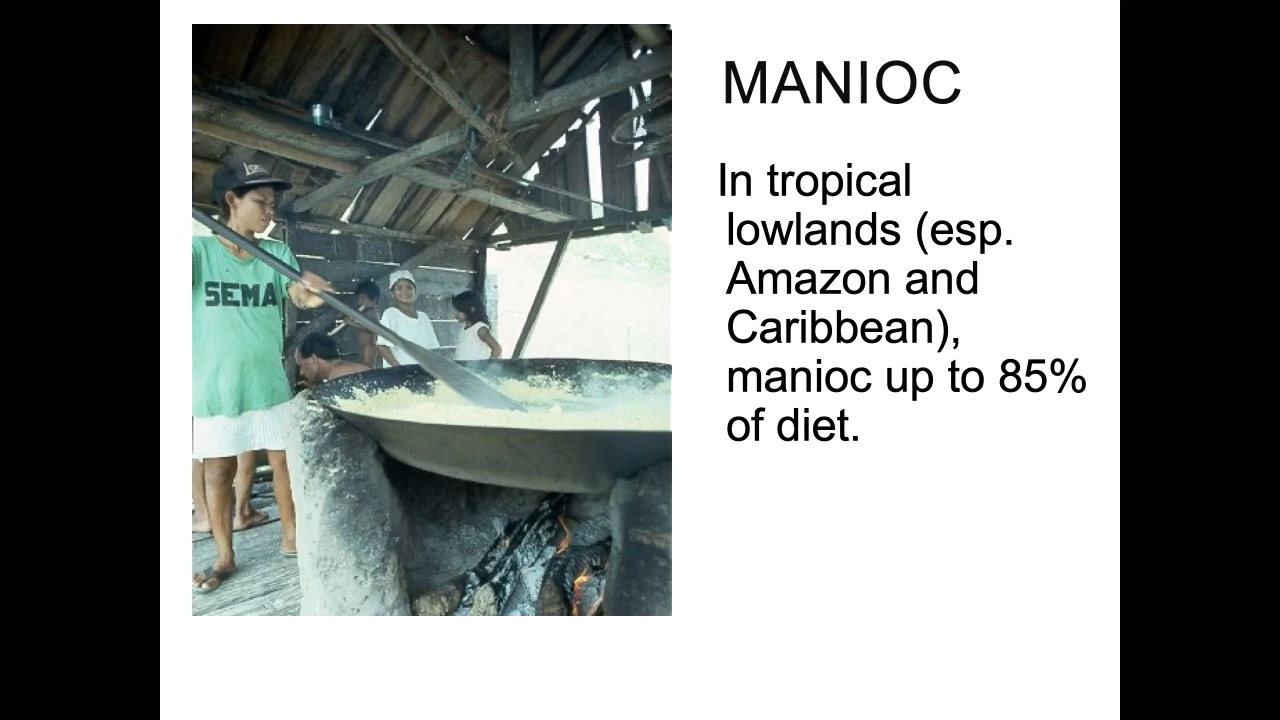 MANIOC
In tropical
lowlands (esp.
Amazon and
Caribbean),
manioc up to 85%
of diet.
SEMA